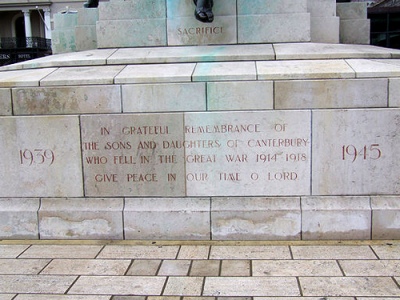 SACRIFICE
IN GRATEFUL REMEMBRANCE OF
THE SONS AND DAUGHTERS OF CANTERBURY
WHO FELL IN THE GREAT WAR 1914-1918
GIVE PEACE IN OUR TIME O LORD
1939
1945